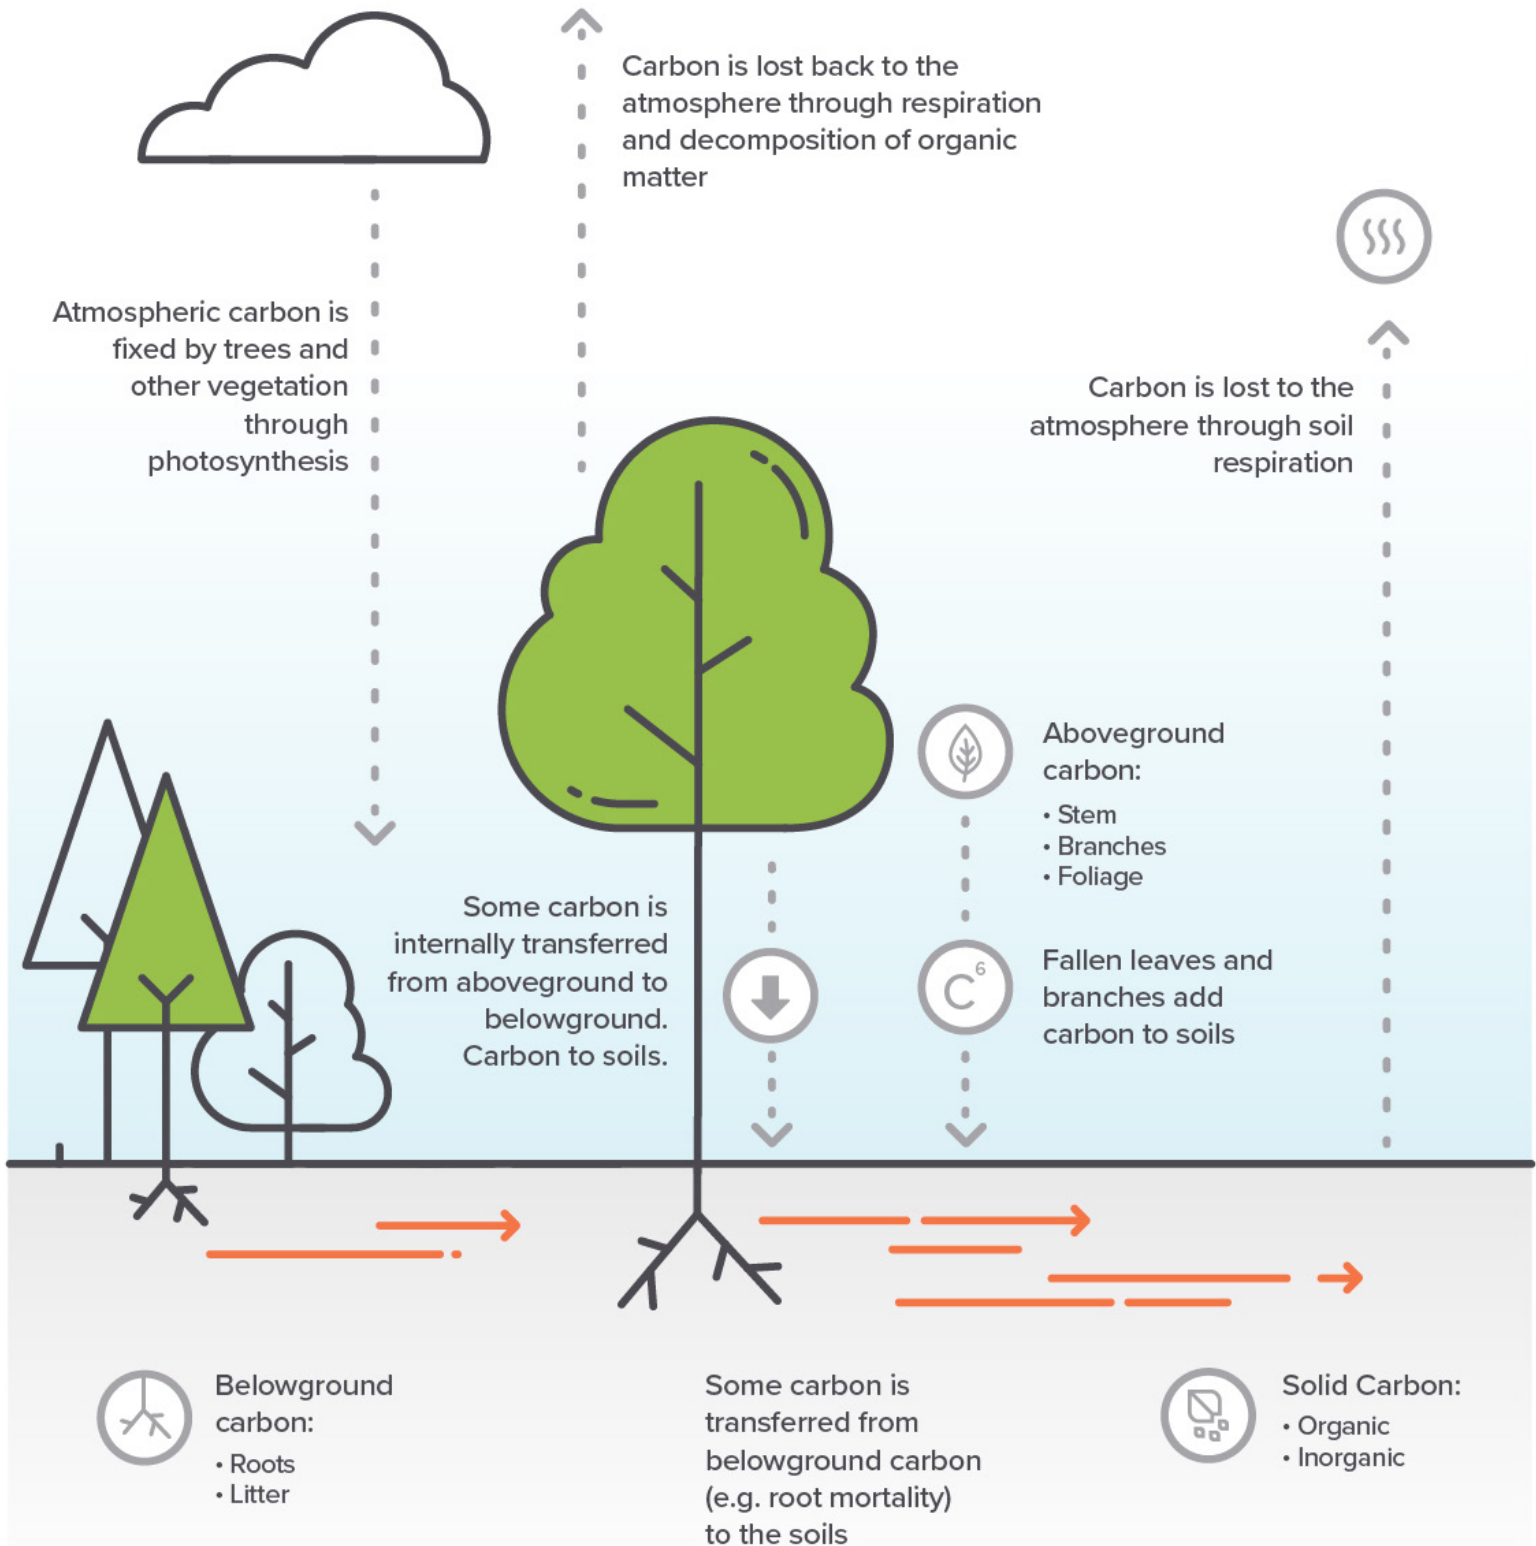 Carbon is lost back to the
atmosphere through respiration
and decomposition of organic
matter
Atmospheric carbon is
fixed by trees and
other vegetation
through
photosynthesis
Carbon is lost to the
atmosphere through soil
respiration
Aboveground
carbon:
• Stem
• Branches
• Foliage
Some carbon is
internally transferred
from aboveground to
belowground.
Carbon to soils.
C⁶
Fallen leaves and
branches add
carbon to soils
Belowground
carbon:
• Roots
• Litter
Some carbon is
transferred from
belowground carbon
(e.g. root mortality)
to the soils
Solid Carbon:
• Organic
• Inorganic